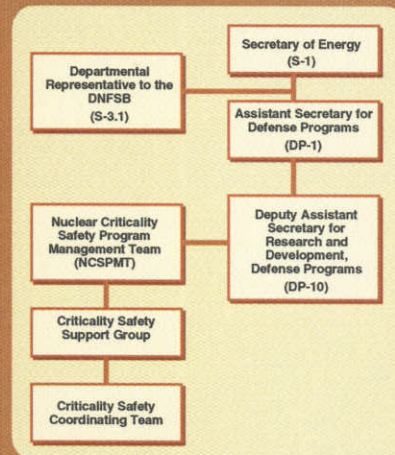 Secretary of Energy
(S-1)
Departmental
Representative to the
DNFSB
(S-3.1)
Assistant Secretary for
Defense Programs
(DP-1)
Nuclear Criticality
Safety Program
Management Team
(NCSPMT)
Deputy Assistant
Secretary for
Research and
Development,
Defense Programs
(DP-10)
Criticality Safety
Support Group
Criticality Safety
Coordinating Team